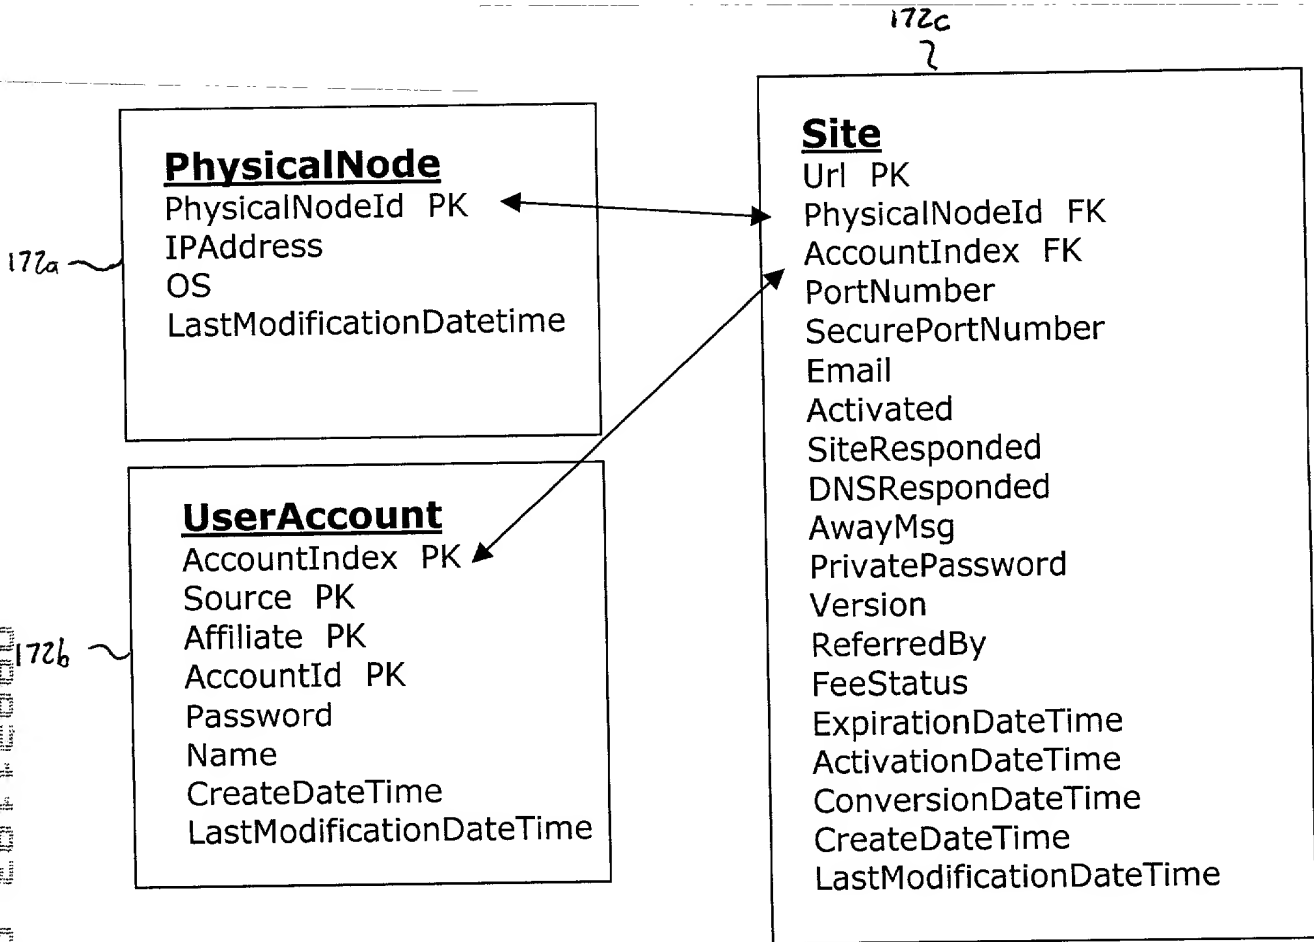 172c
PhysicalNode
PhysicalNodeId PK
IPAddress
OS
LastModificationDatetime
172a
UserAccount
AccountIndex PK
Source PK
Affiliate PK
AccountId PK
Password
Name
CreateDateTime
LastModificationDateTime
172b
Site
Url PK
PhysicalNodeId FK
AccountIndex FK
PortNumber
SecurePortNumber
Email
Activated
SiteResponded
DNSResponded
AwayMsg
PrivatePassword
Version
ReferredBy
FeeStatus
ExpirationDateTime
ActivationDateTime
ConversionDateTime
CreateDateTime
LastModificationDateTime